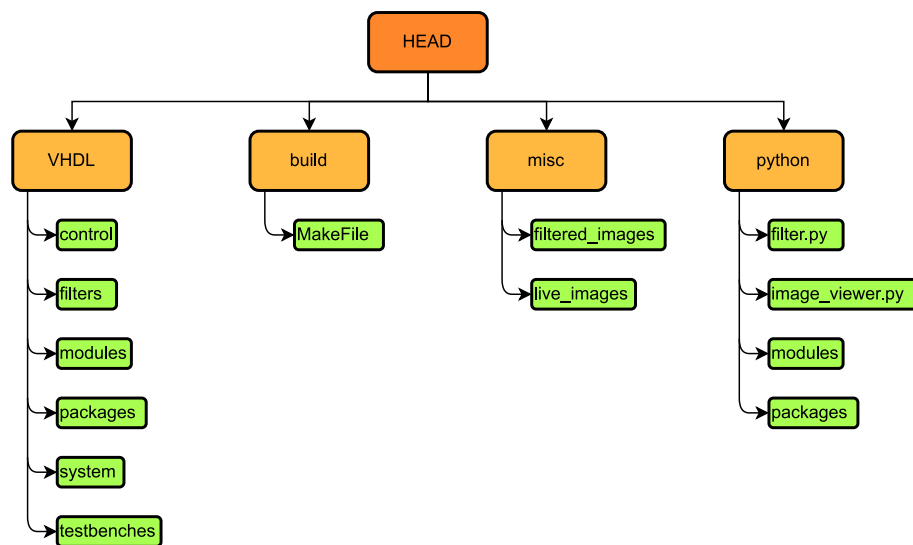 HEAD
VHDL
build
misc
python
control
MakeFile
filtered_images
filter.py
filters
live_images
image_viewer.py
modules
modules
packages
packages
system
testbenches